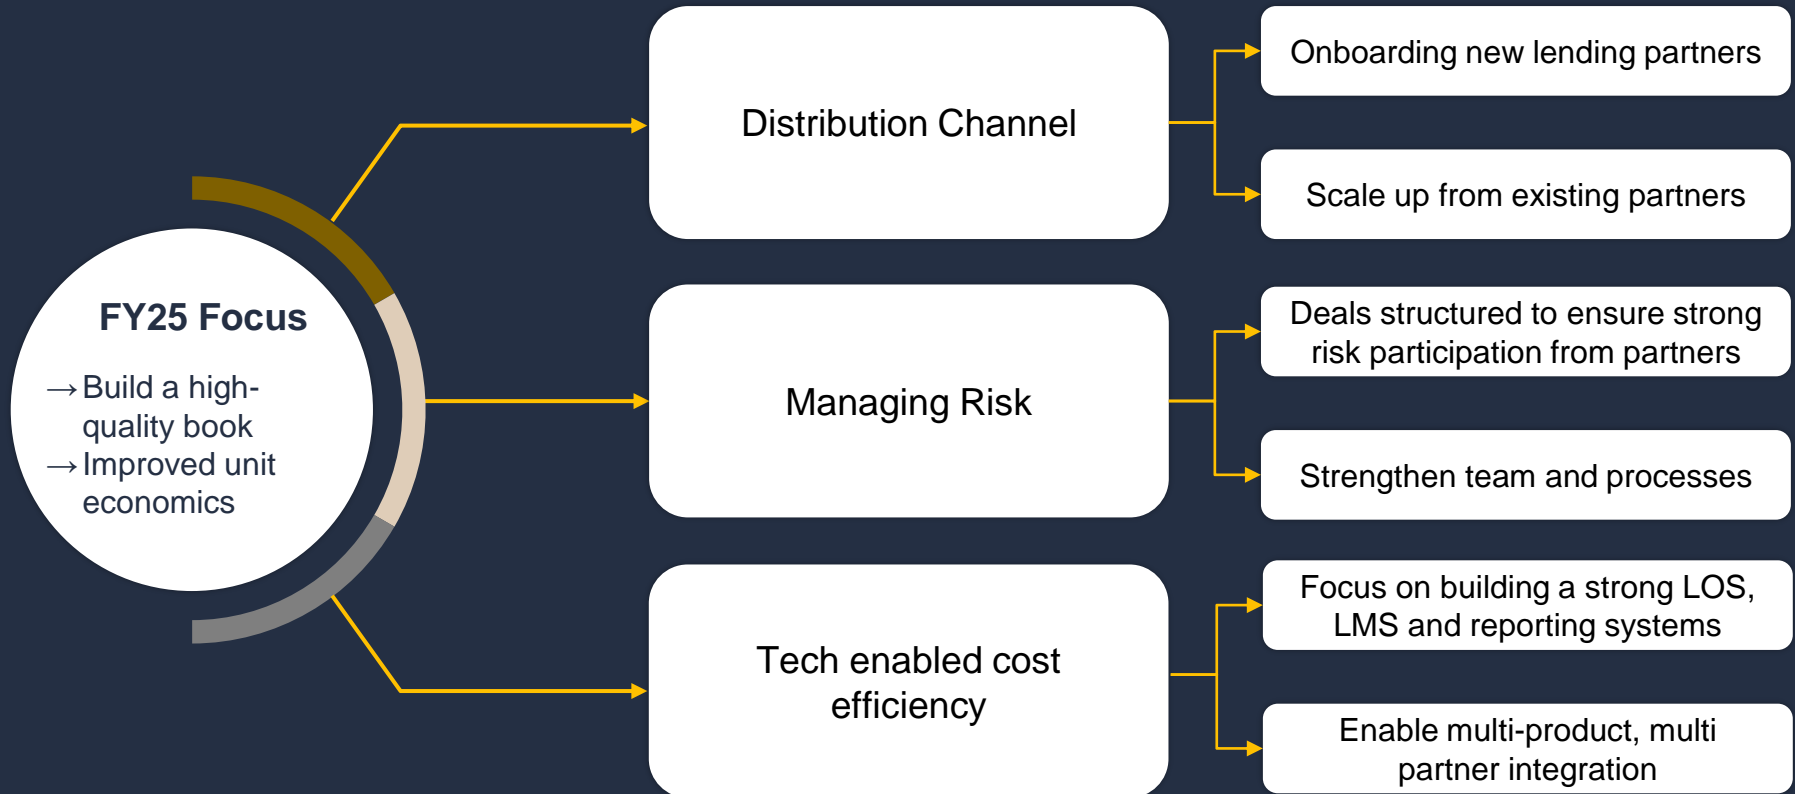 FY25 Focus
→ Build a high-
quality book
→ Improved unit
economics
Distribution Channel
Onboarding new lending partners
Scale up from existing partners
Managing Risk
Deals structured to ensure strong
risk participation from partners
Strengthen team and processes
Tech enabled cost
efficiency
Focus on building a strong LOS,
LMS and reporting systems
Enable multi-product, multi
partner integration